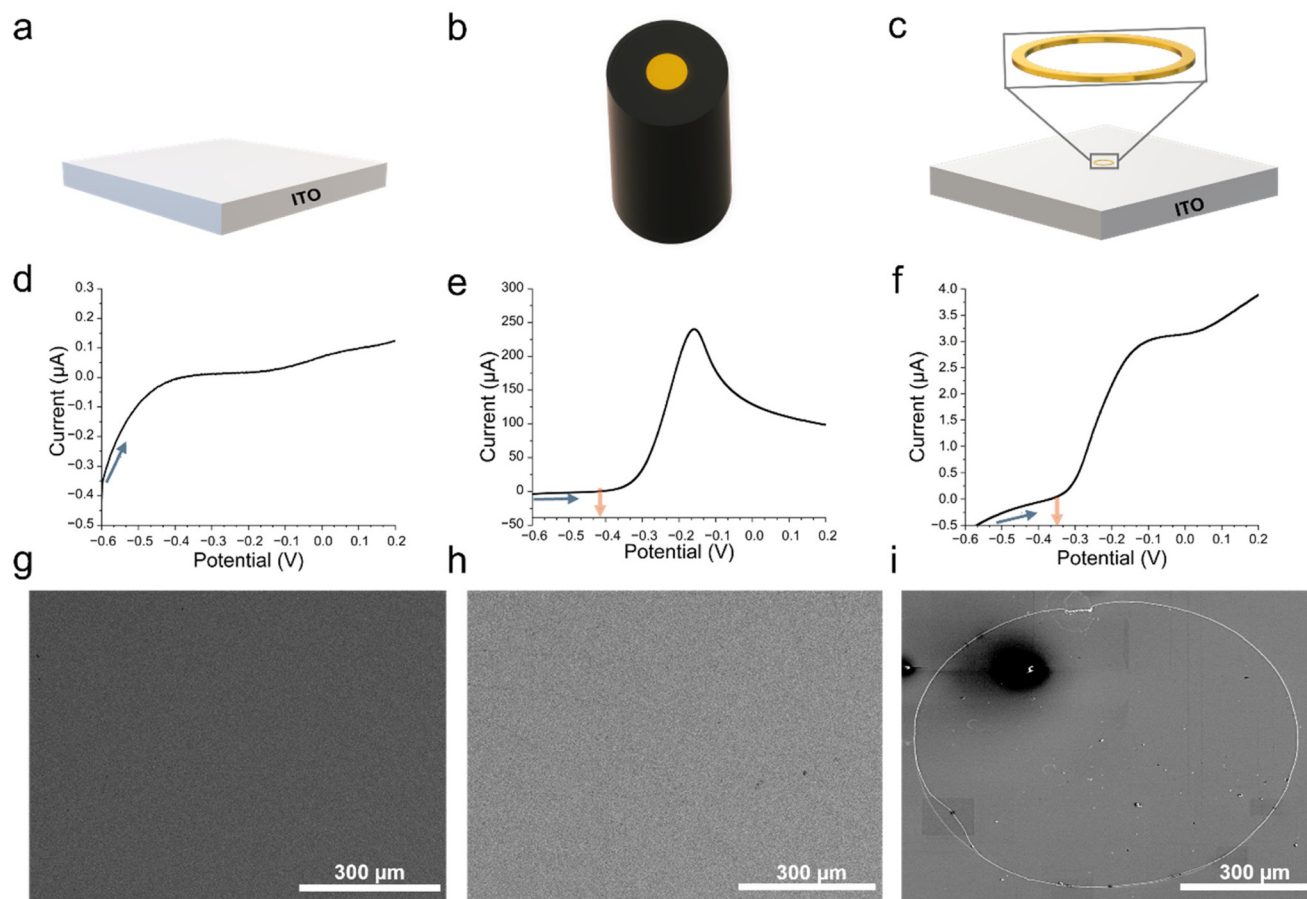 a
b
c
ITO
ITO
d
e
f
Current (µA)
0.3
0.2
0.1
0.0
−0.1
−0.2
−0.3
−0.4
−0.5
−0.6 −0.5 −0.4 −0.3 −0.2 −0.1 0.0 0.1 0.2
Potential (V)
Current (µA)
300
250
200
150
100
50
0
−50
−0.6 −0.5 −0.4 −0.3 −0.2 −0.1 0.0 0.1 0.2
Potential (V)
Current (µA)
4.0
3.5
3.0
2.5
2.0
1.5
1.0
0.5
0.0
−0.5
−0.6 −0.5 −0.4 −0.3 −0.2 −0.1 0.0 0.1 0.2
Potential (V)
g
h
i
300 µm
300 µm
300 µm